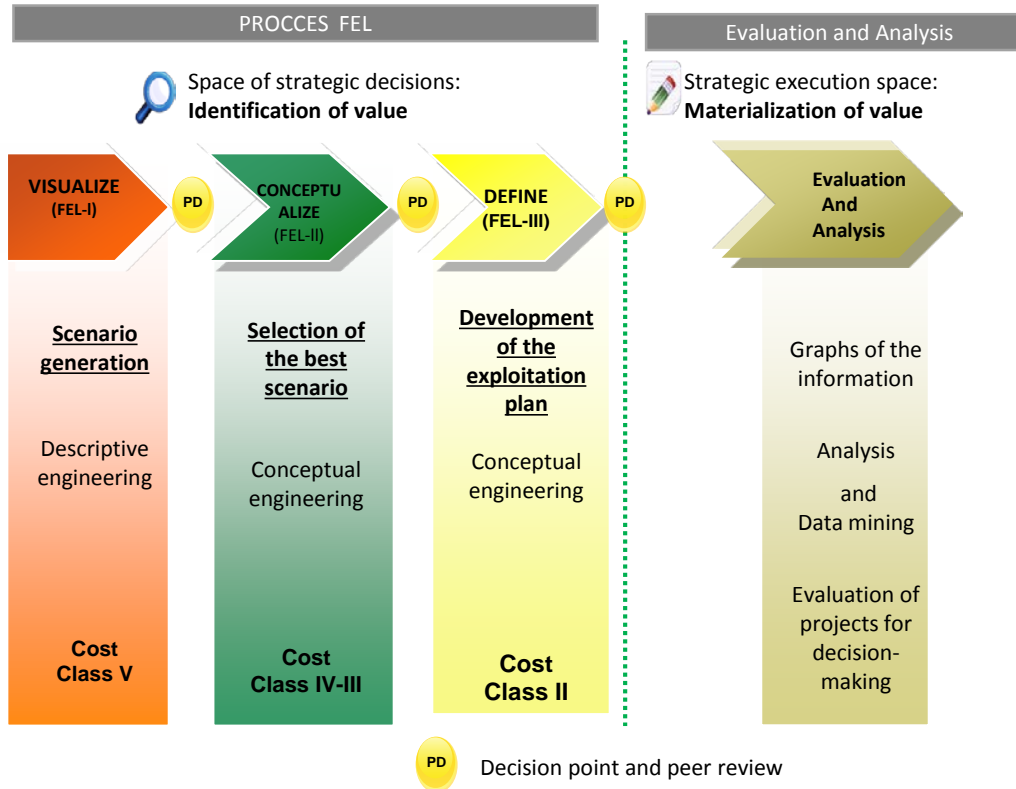 PROCCES FEL
Evaluation and Analysis
Space of strategic decisions:
Identification of value
Strategic execution space:
Materialization of value
VISUALIZE
(FEL-I)
PD
CONCEPTU
ALIZE
(FEL-II)
PD
DEFINE
(FEL-III)
PD
Evaluation
And
Analysis
Scenario
generation
Descriptive
engineering
Cost
Class V
Selection of
the best
scenario
Conceptual
engineering
Cost
Class IV-III
Development
of the
exploitation
plan
Conceptual
engineering
Cost
Class II
Graphs of the
information
Analysis
and
Data mining
Evaluation of
projects for
decision-
making
PD
Decision point and peer review